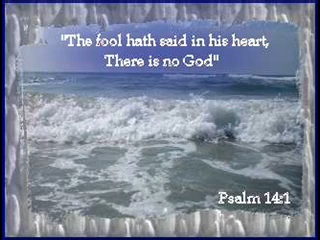 "The fool hath said in his heart,
There is no God"
Psalm 14:1